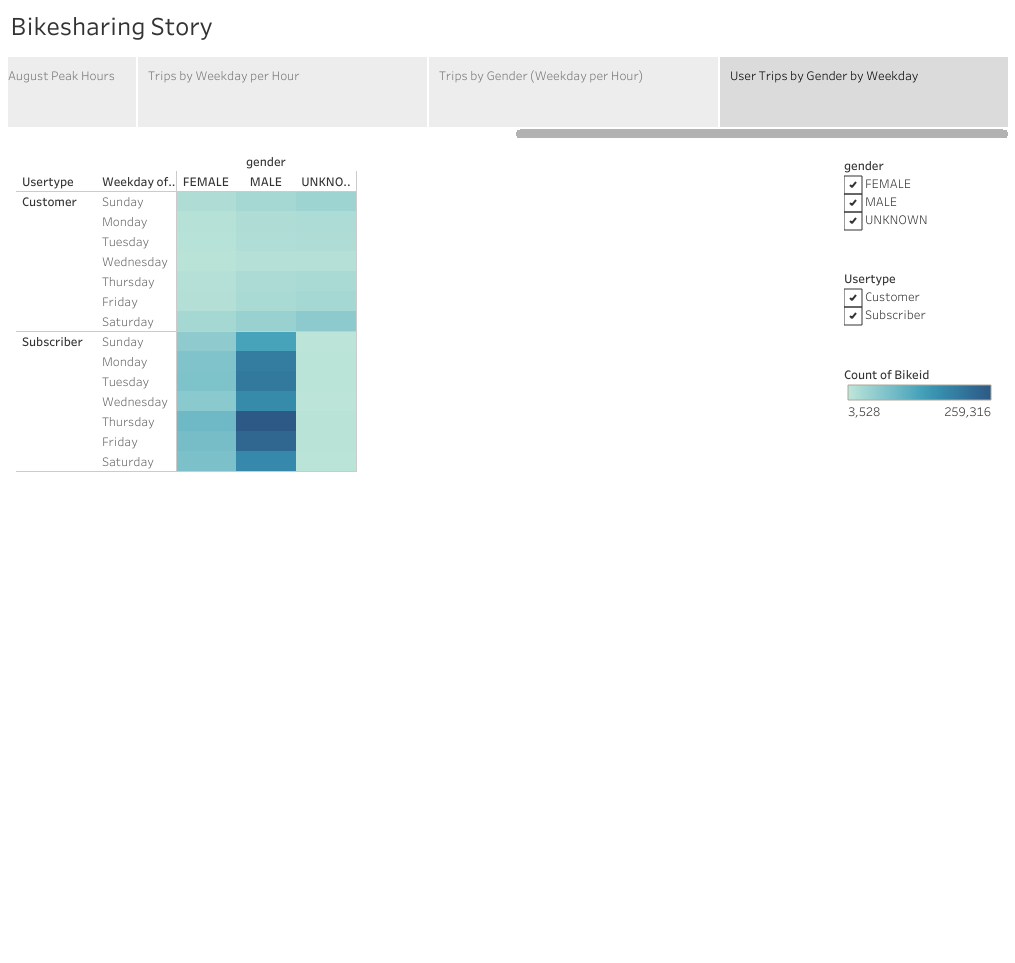 Bikesharing Story
August Peak Hours
Trips by Weekday per Hour
Trips by Gender (Weekday per Hour)
User Trips by Gender by Weekday
gender
Usertype Weekday of.. FEMALE MALE UNKNO..
Customer Sunday
Monday
Tuesday
Wednesday
Thursday
Friday
Saturday
Subscriber Sunday
Monday
Tuesday
Wednesday
Thursday
Friday
Saturday
gender
FEMALE
MALE
UNKNOWN
Usertype
Customer
Subscriber
Count of Bikeid
3,528 259,316